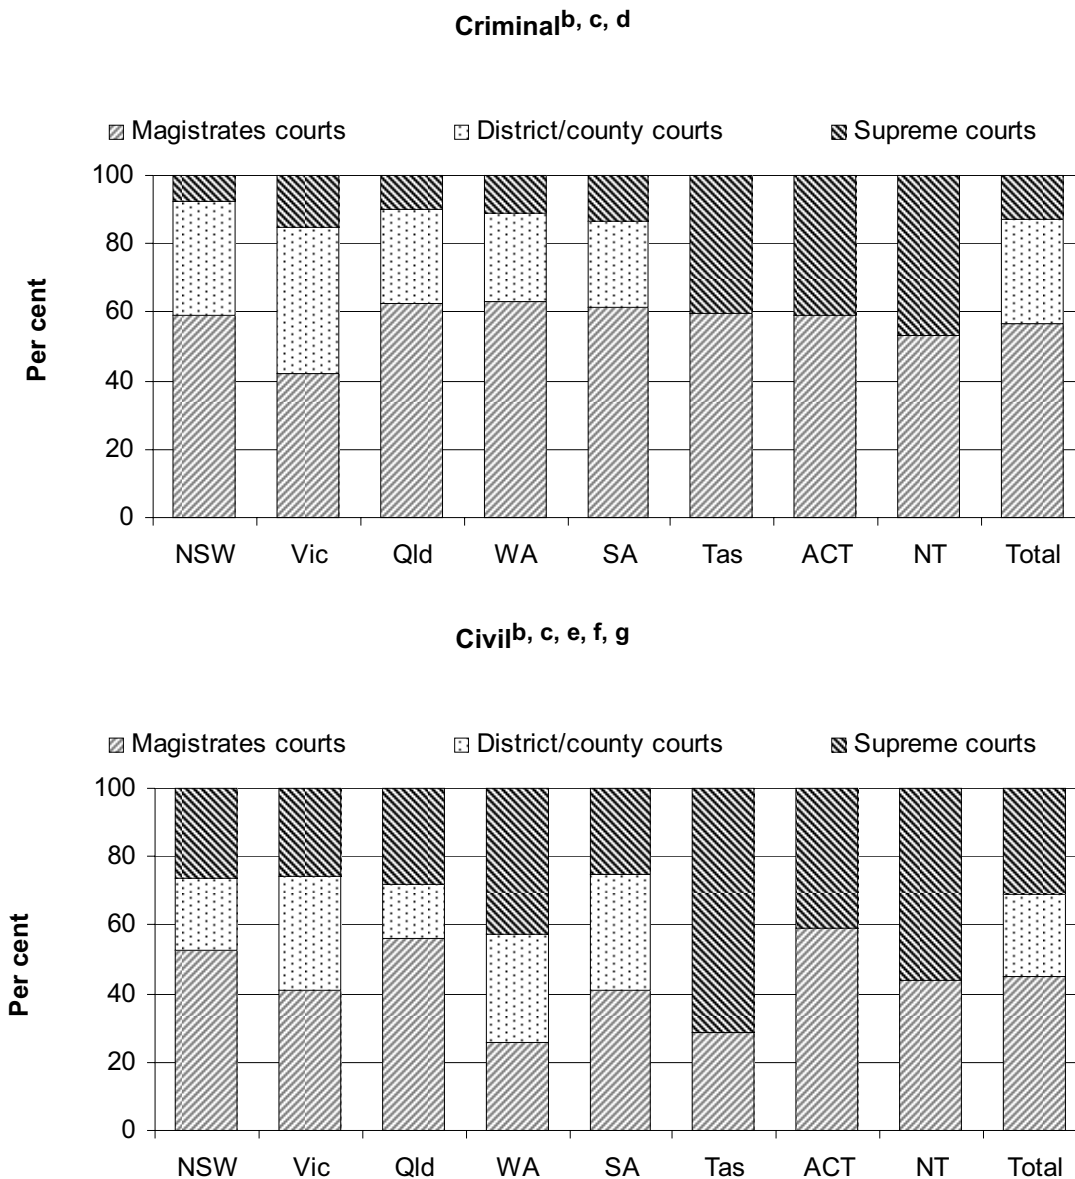 Criminalb, c, d
Magistrates courts District/county courts Supreme courts
100
80
60
40
20
0
Per cent
NSW Vic Qld WA SA Tas ACT NT Total
Civilb, c, e, f, g
Magistrates courts District/county courts Supreme courts
100
80
60
40
20
0
Per cent
NSW Vic Qld WA SA Tas ACT NT Total